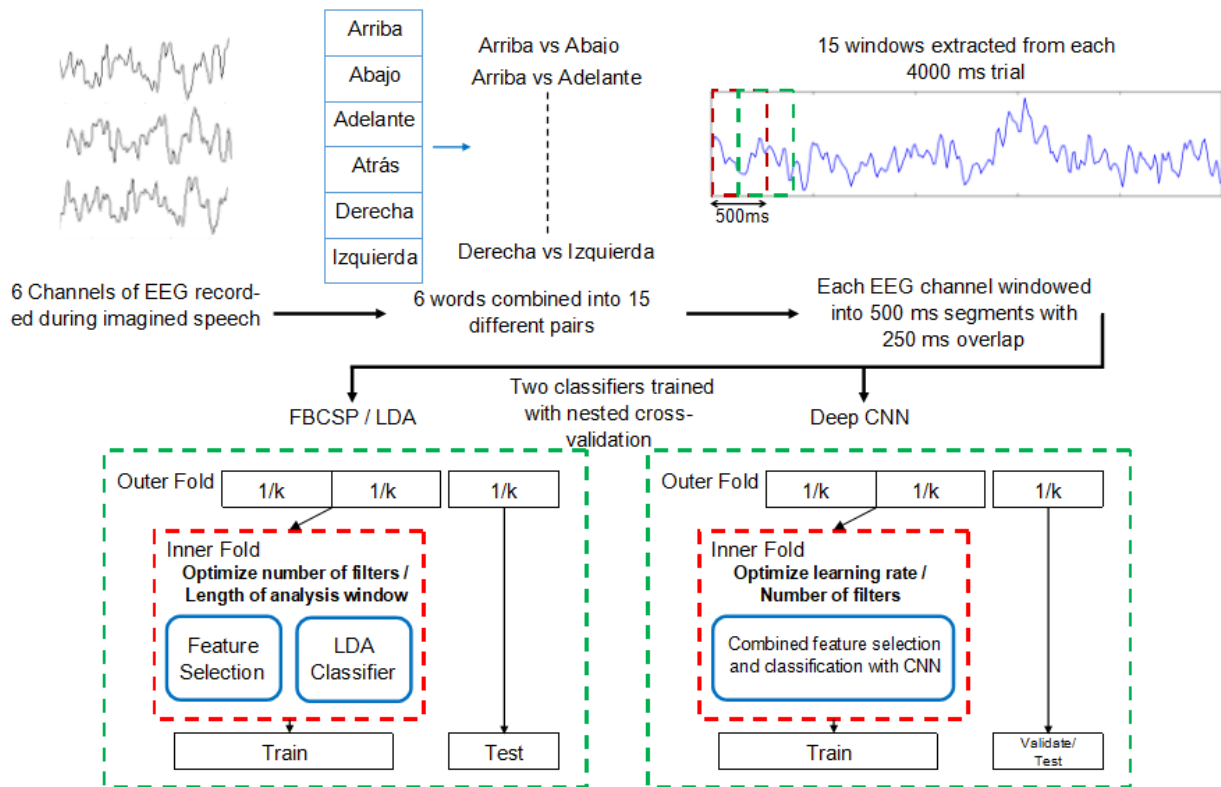 Arriba
Abajo
Adelante
Atrás
Derecha
Izquierda
Arriba vs Abajo
Arriba vs Adelante
Derecha vs Izquierda
15 windows extracted from each
4000 ms trial
500ms
6 Channels of EEG record-
ed during imagined speech
6 words combined into 15
different pairs
Each EEG channel windowed
into 500 ms segments with
250 ms overlap
Two classifiers trained
with nested cross-
validation
FBCSP / LDA
Deep CNN
Outer Fold
1/k
1/k
1/k
Inner Fold
Optimize number of filters /
Length of analysis window
Feature
Selection
LDA
Classifier
Train
Test
Outer Fold
1/k
1/k
1/k
Inner Fold
Optimize learning rate /
Number of filters
Combined feature selection
and classification with CNN
Train
Validate/
Test